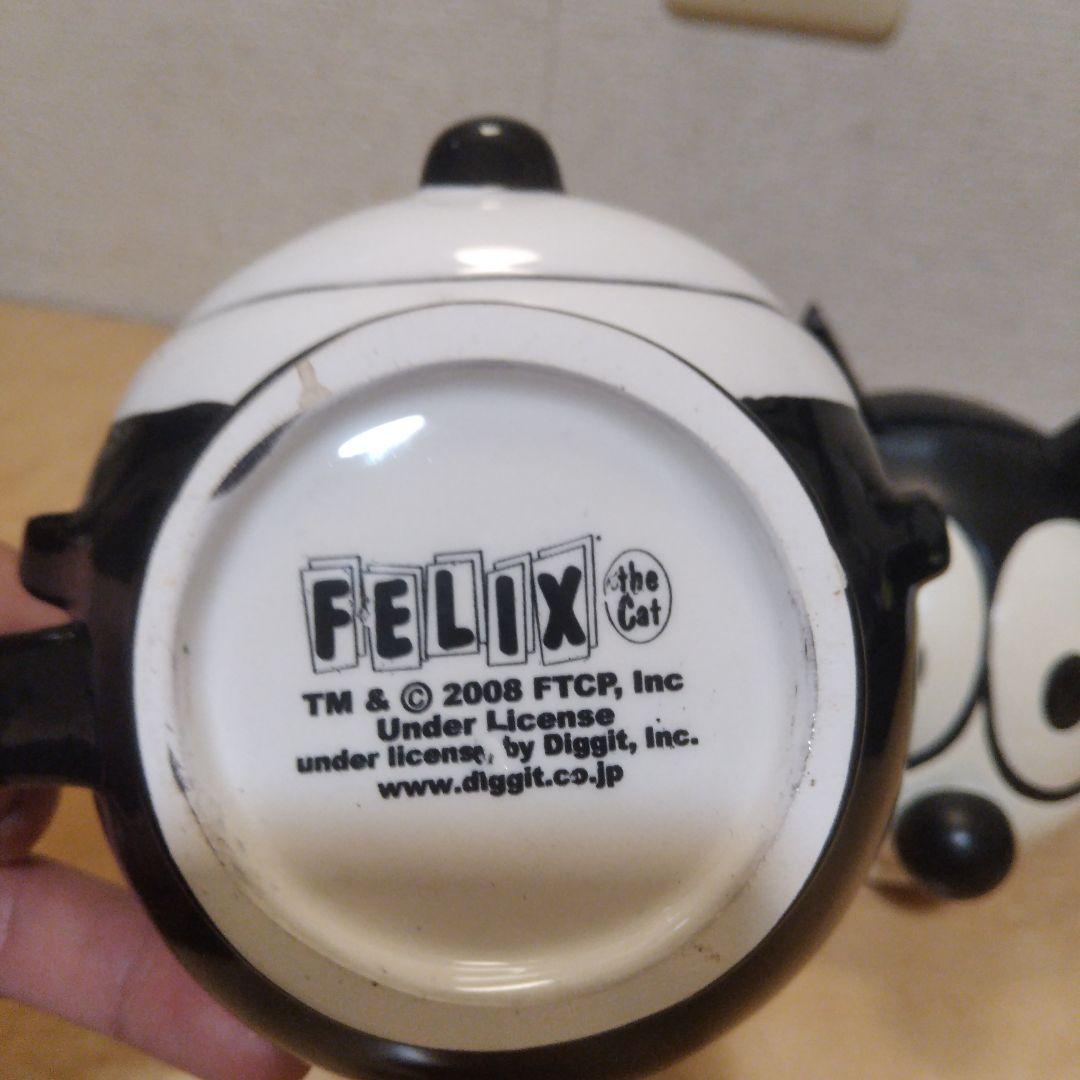 FELIX the Cat
TM & © 2008 FTCP, Inc
Under License
under license, by Diggit, Inc.
www.diggit.co.jp